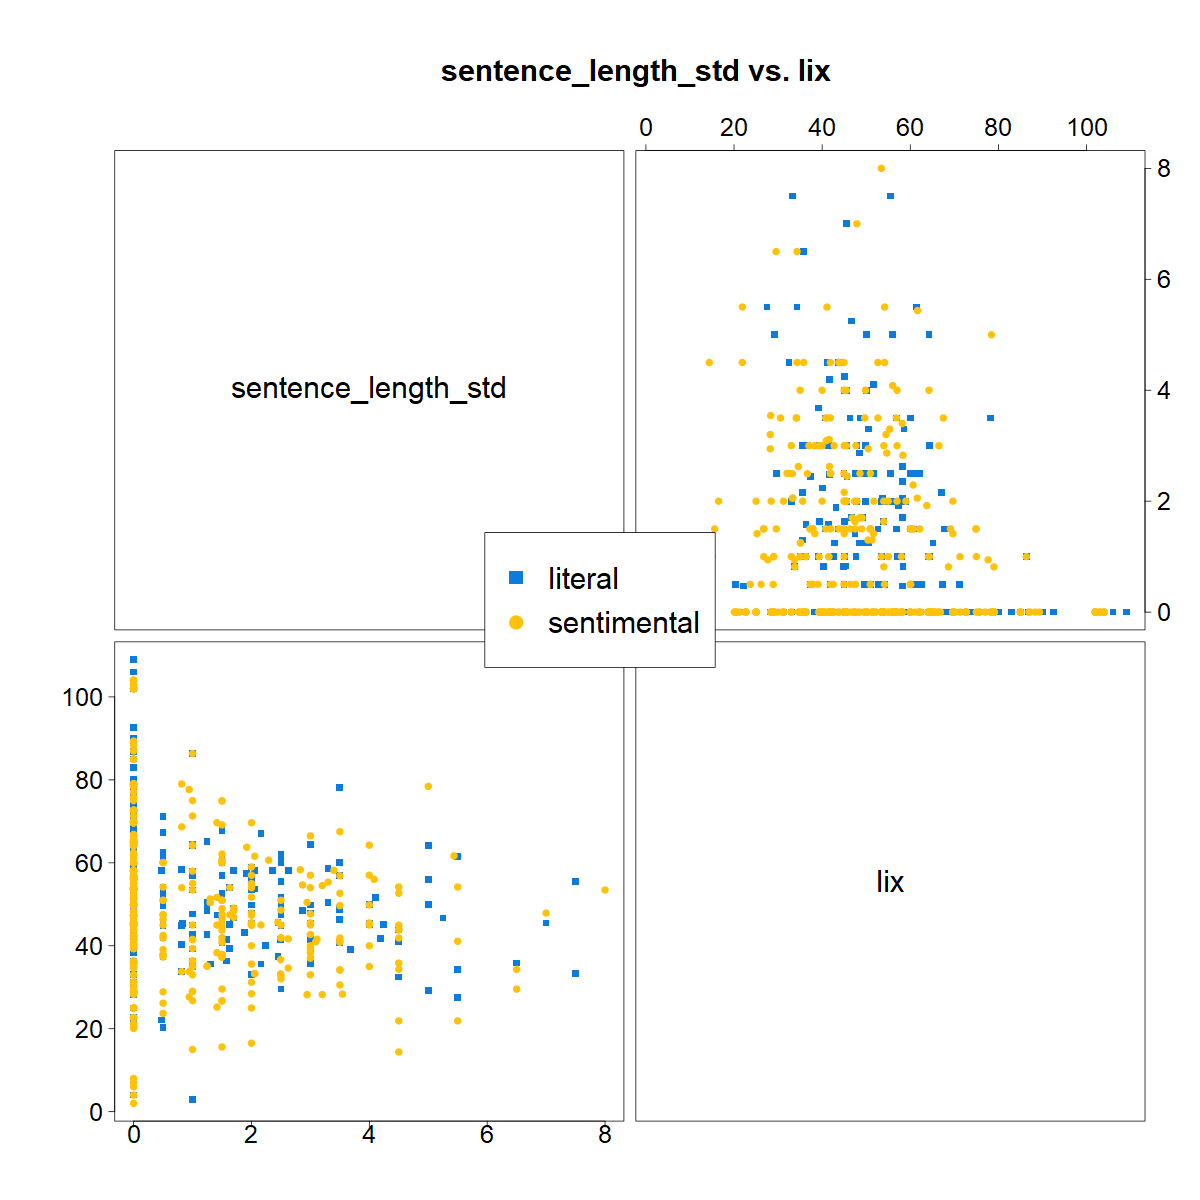 sentence_length_std vs. lix
0 20 40 60 80 100
8
6
sentence_length_std
4
2
literal
0
sentimental
100
80
60
lix
40
20
0
0 2 4 6 8